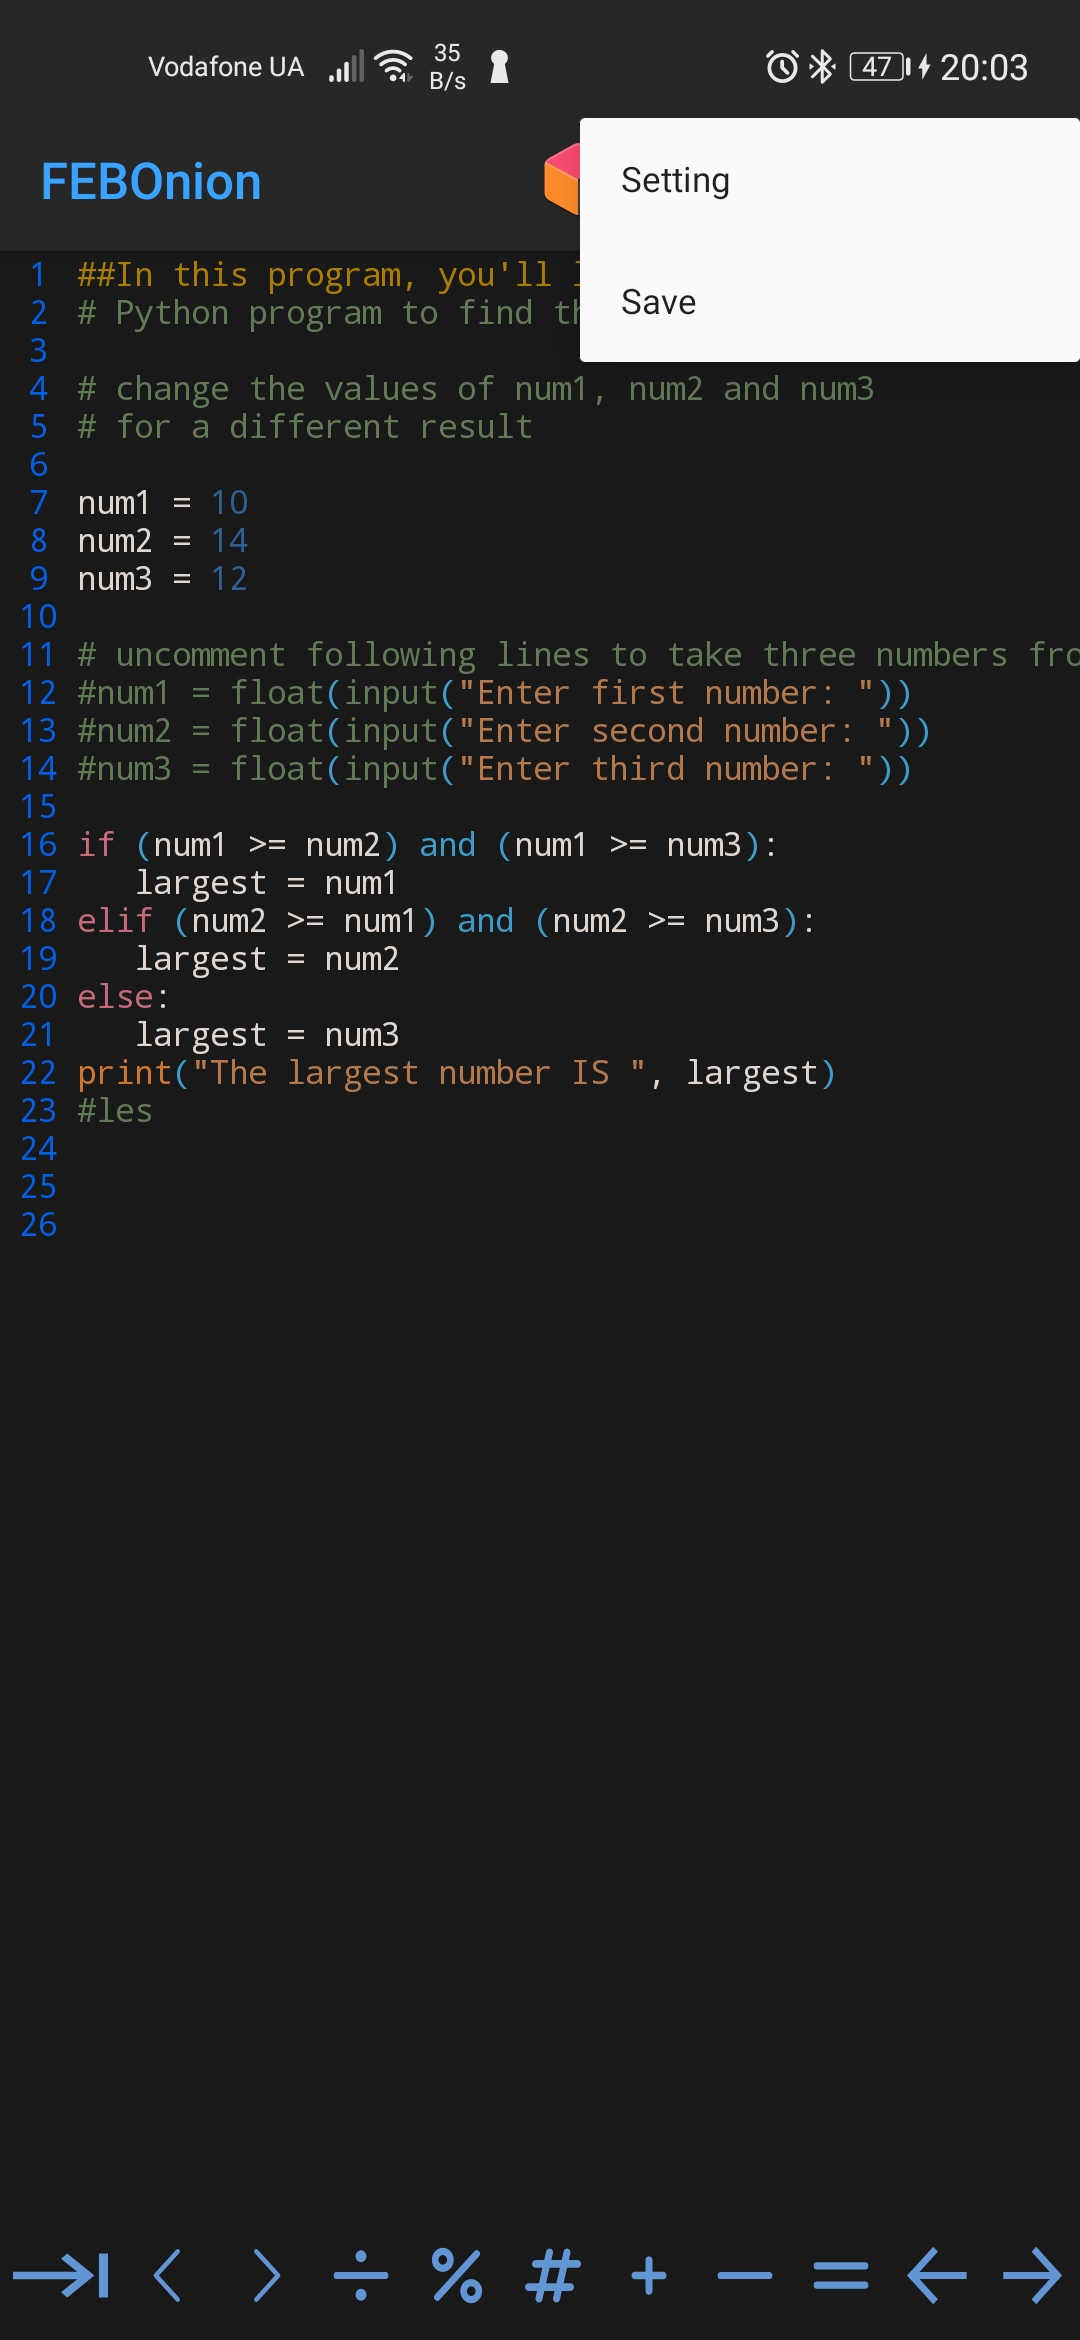 Vodafone UA 35 B/s 47 20:03
FEBOnion
Setting
Save
1 ##In this program, you'll
2 # Python program to find
3
4 # change the values of num1, num2 and num3
5 # for a different result
6
7 num1 = 10
8 num2 = 14
9 num3 = 12
10
11 # uncomment following lines to take three numbers fro
12 #num1 = float(input("Enter first number: "))
13 #num2 = float(input("Enter second number: "))
14 #num3 = float(input("Enter third number: "))
15
16 if (num1 >= num2) and (num1 >= num3):
17    largest = num1
18 elif (num2 >= num1) and (num2 >= num3):
19    largest = num2
20 else:
21    largest = num3
22 print("The largest number IS ", largest)
23 #les
24
25
26
÷ % # + − = ← →